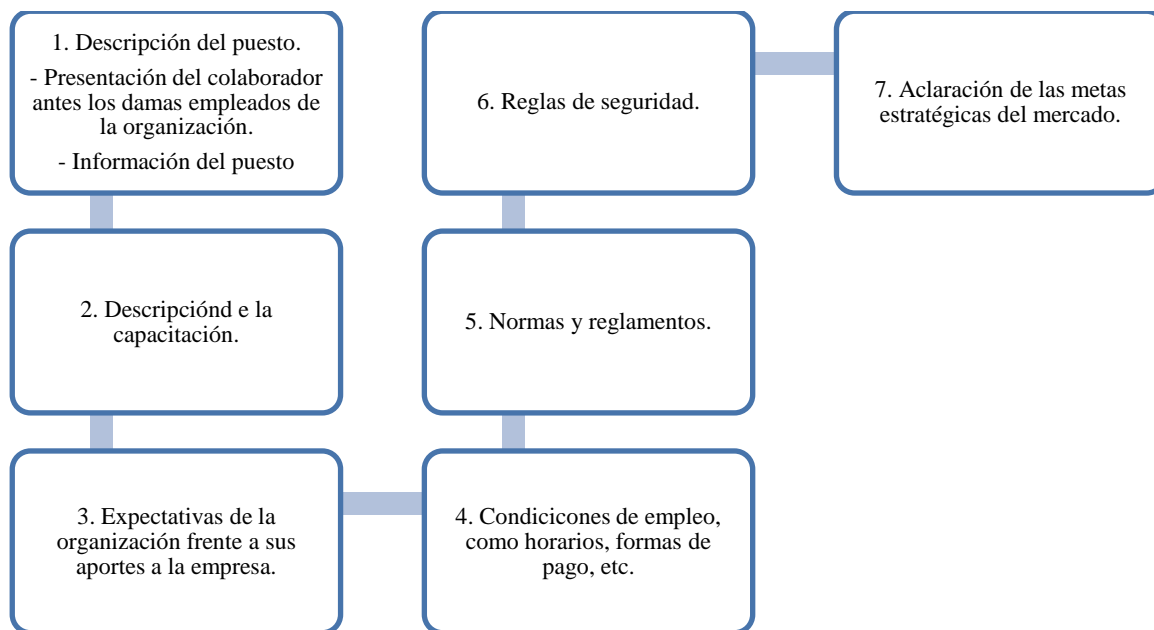 1. Descripción del puesto.
- Presentación del colaborador
antes los damas empleados de
la organización.
- Información del puesto
2. Descripciónd e la
capacitación.
3. Expectativas de la
organización frente a sus
aportes a la empresa.
4. Condicicones de empleo,
como horarios, formas de
pago, etc.
5. Normas y reglamentos.
6. Reglas de seguridad.
7. Aclaración de las metas
estratégicas del mercado.